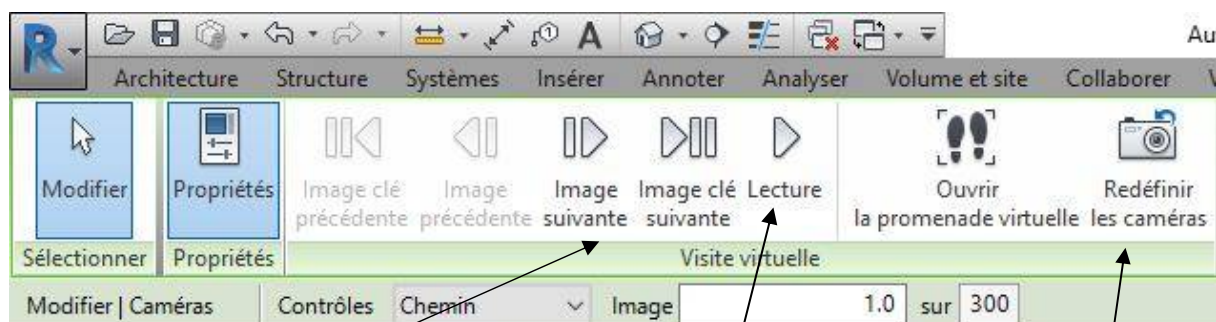 Au
Architecture Structure Systèmes Insérer Annoter Analyser Volume et site Collaborer
Modifier Propriétés Image clé précédente Image précédente Image suivante Image clé suivante Lecture Ouvrir la promenade virtuelle Redéfinir les caméras
Sélectionner Propriétés Visite virtuelle
Modifier | Caméras Contrôles Chemin Image 1.0 sur 300